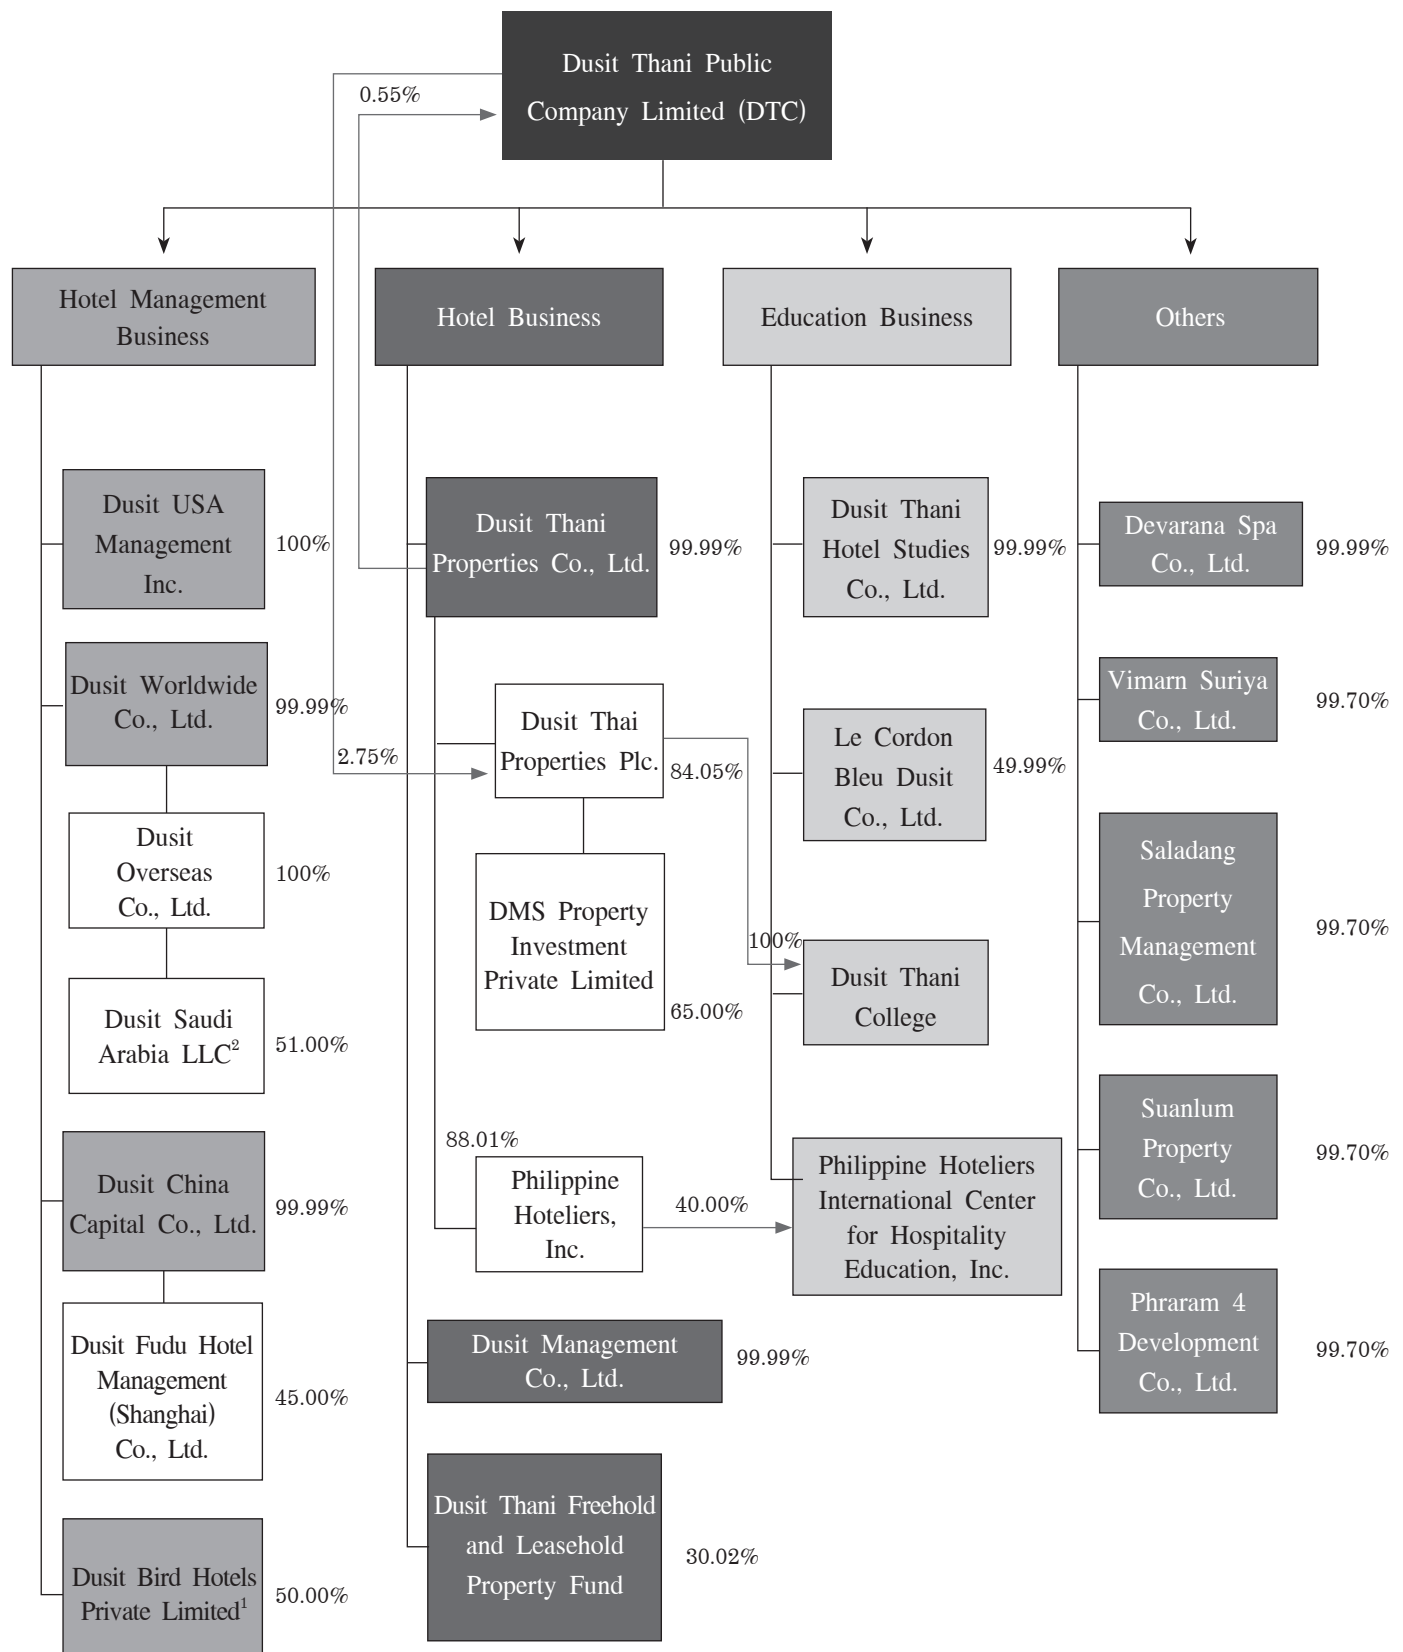 Dusit Thani Public
Company Limited (DTC)
0.55%
Hotel Management
Business
Hotel Business
Education Business
Others
Dusit USA
Management
Inc.
100%
Dusit Worldwide
Co., Ltd.
99.99%
Dusit
Overseas
Co., Ltd.
100%
Dusit Saudi
Arabia LLC²
51.00%
Dusit China
Capital Co., Ltd.
99.99%
Dusit Fudu Hotel
Management
(Shanghai)
Co., Ltd.
45.00%
Dusit Bird Hotels
Private Limited¹
50.00%
Dusit Thani
Properties Co., Ltd.
99.99%
2.75%
Dusit Thai
Properties Plc.
84.05%
DMS Property
Investment
Private Limited
65.00%
88.01%
Philippine
Hoteliers,
Inc.
40.00%
Dusit Management
Co., Ltd.
99.99%
Dusit Thani Freehold
and Leasehold
Property Fund
30.02%
Dusit Thani
Hotel Studies
Co., Ltd.
99.99%
Le Cordon
Bleu Dusit
Co., Ltd.
49.99%
100%
Dusit Thani
College
Philippine Hoteliers
International Center
for Hospitality
Education, Inc.
Devarana Spa
Co., Ltd.
99.99%
Vimarn Suriya
Co., Ltd.
99.70%
Saladang
Property
Management
Co., Ltd.
99.70%
Suanlum
Property
Co., Ltd.
99.70%
Phraram 4
Development
Co., Ltd.
99.70%